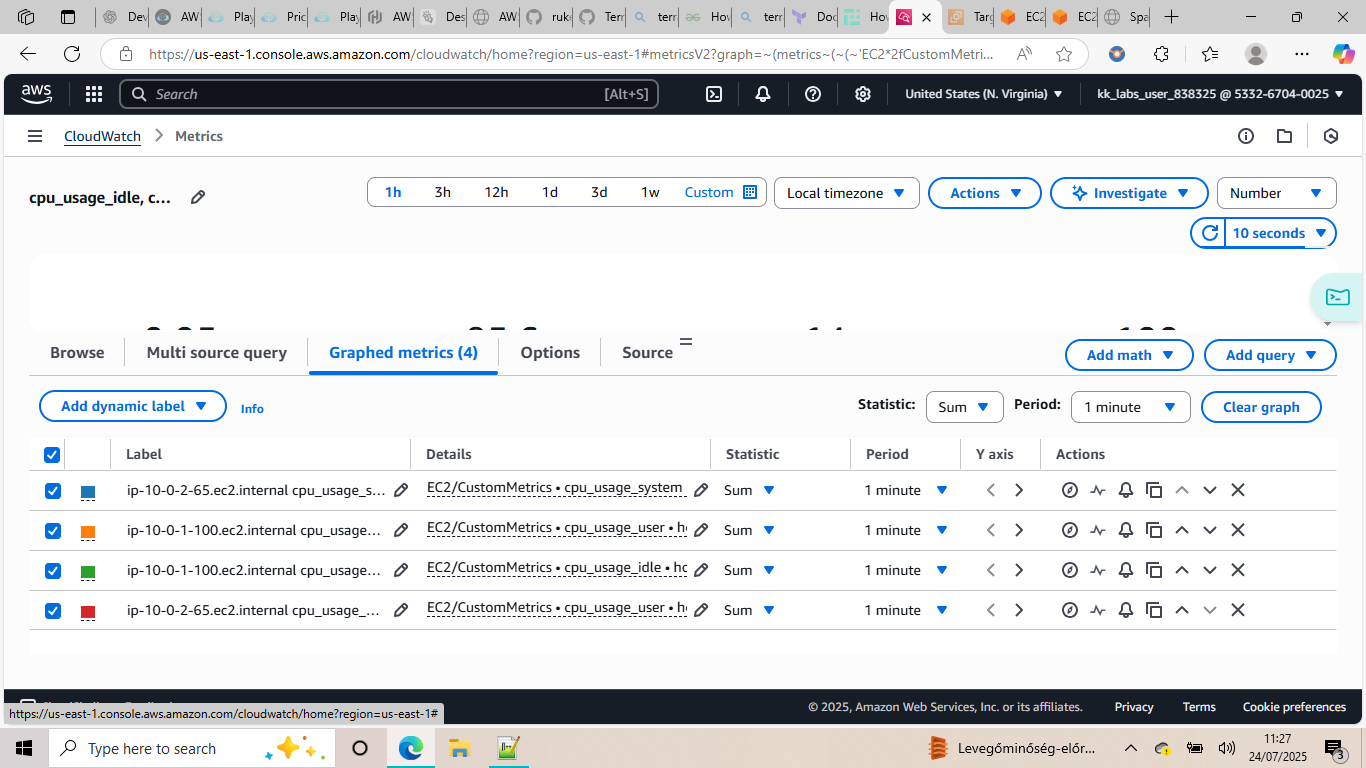 Dev
AW
Play
Pric
Play
AW
Des
AW
ruk
Terr
terr
Hov
terr
Doc
Hov
Targ
EC2
EC2
Spa
https://us-east-1.console.aws.amazon.com/cloudwatch/home?region=us-east-1#metricsV2?graph=~(metrics~(~(~'EC2*2fCustomMetri...
aws
Search
[Alt+S]
United States (N. Virginia)
kk_labs_user_838325 @ 5332-6704-0025
CloudWatch
Metrics
cpu_usage_idle, c...
1h 3h 12h 1d 3d 1w Custom
Local timezone
Actions
Investigate
Number
10 seconds
Browse
Multi source query
Graphed metrics (4)
Options
Source
Add math
Add query
Add dynamic label
Info
Statistic:
Sum
Period:
1 minute
Clear graph
Label Details Statistic Period Y axis Actions
ip-10-0-2-65.ec2.internal cpu_usage_s... EC2/CustomMetrics • cpu_usage_system Sum 1 minute
ip-10-0-1-100.ec2.internal cpu_usage... EC2/CustomMetrics • cpu_usage_user • ho Sum 1 minute
ip-10-0-1-100.ec2.internal cpu_usage... EC2/CustomMetrics • cpu_usage_idle • ho Sum 1 minute
ip-10-0-2-65.ec2.internal cpu_usage_... EC2/CustomMetrics • cpu_usage_user • ho Sum 1 minute
© 2025, Amazon Web Services, Inc. or its affiliates.
Privacy
Terms
Cookie preferences
https://us-east-1.console.aws.amazon.com/cloudwatch/home?region=us-east-1#
Type here to search
Levegőminőség-előr...
11:27
24/07/2025
3